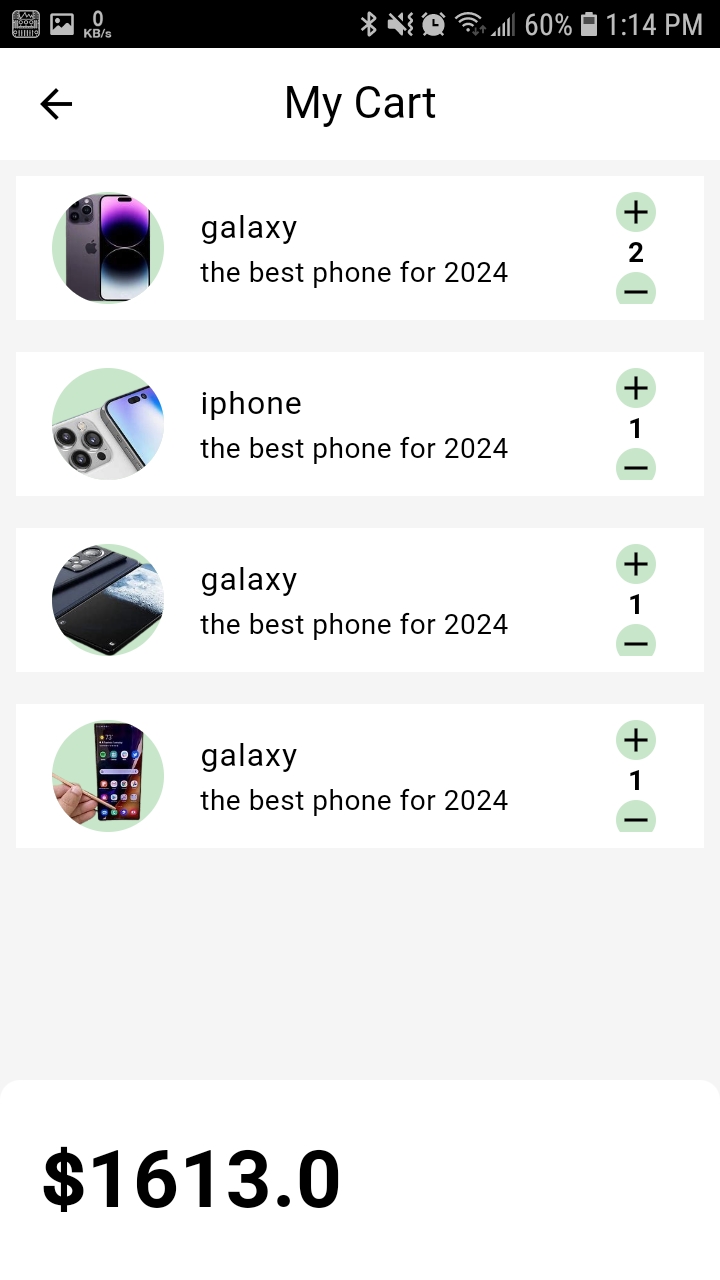 0
KB/s
60% 1:14 PM
My Cart
galaxy
the best phone for 2024
2
iphone
the best phone for 2024
1
galaxy
the best phone for 2024
1
galaxy
the best phone for 2024
1
$1613.0